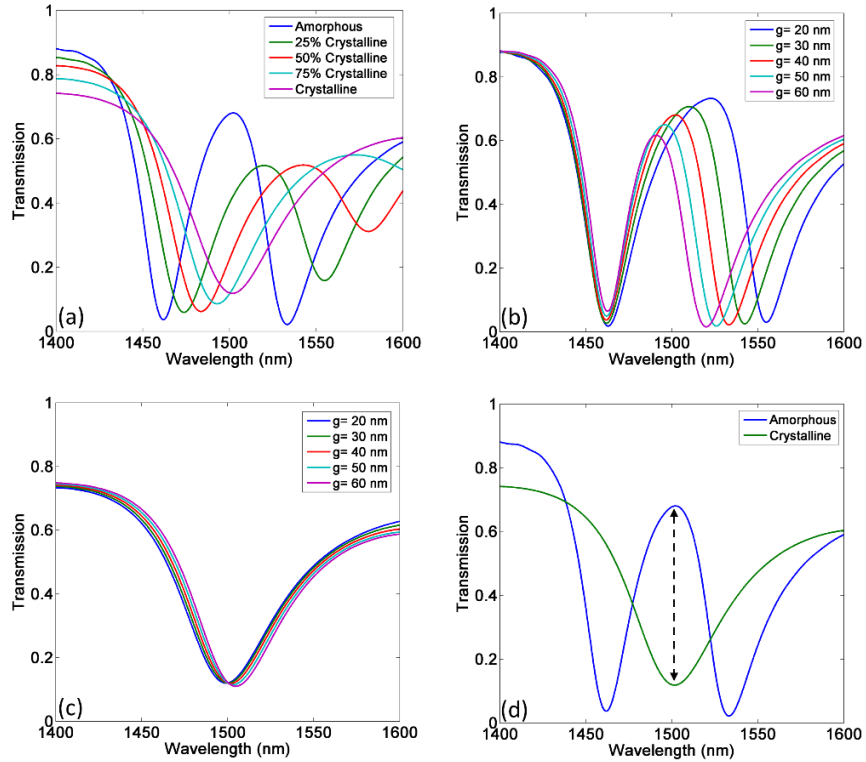 1
0.8
0.6
0.4
0.2
0
Transmission
1400 1450 1500 1550 1600
Wavelength (nm)
Amorphous
25% Crystalline
50% Crystalline
75% Crystalline
Crystalline
(a)
1
0.8
0.6
0.4
0.2
0
Transmission
1400 1450 1500 1550 1600
Wavelength (nm)
g= 20 nm
g= 30 nm
g= 40 nm
g= 50 nm
g= 60 nm
(b)
1
0.8
0.6
0.4
0.2
0
Transmission
1400 1450 1500 1550 1600
Wavelength (nm)
g= 20 nm
g= 30 nm
g= 40 nm
g= 50 nm
g= 60 nm
(c)
1
0.8
0.6
0.4
0.2
0
Transmission
1400 1450 1500 1550 1600
Wavelength (nm)
Amorphous
Crystalline
(d)